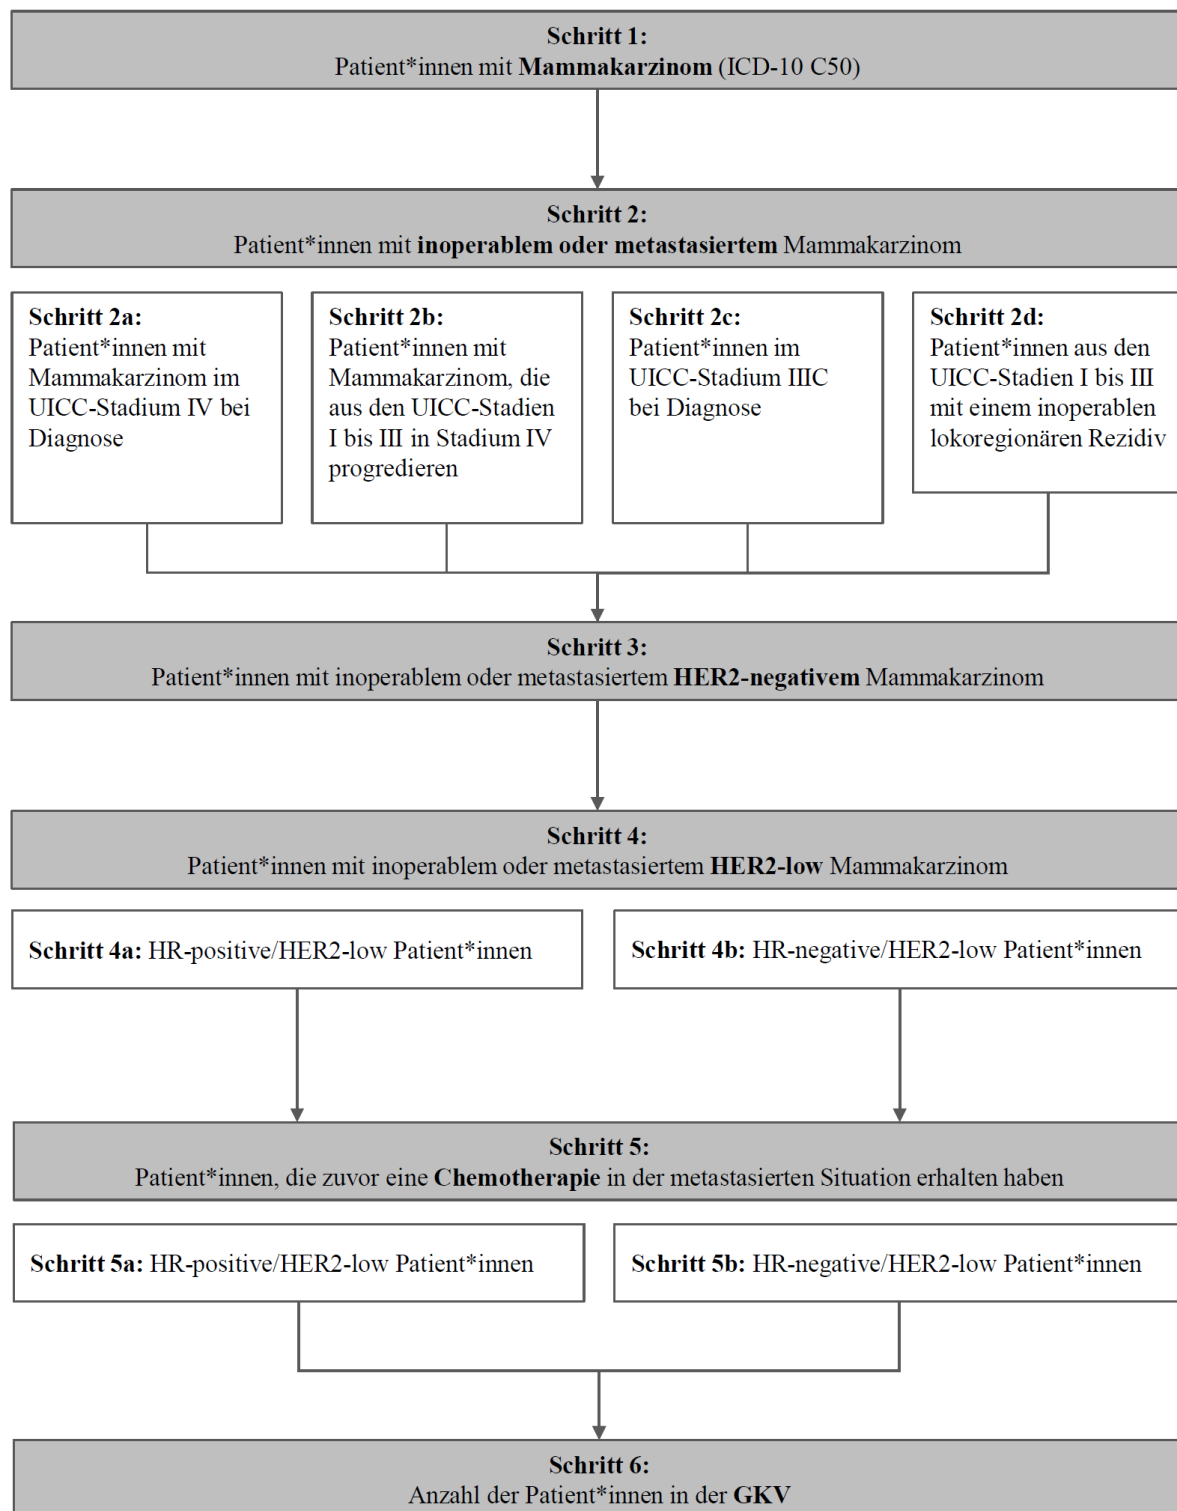 Schritt 1:
Patient*innen mit Mammakarzinom (ICD-10 C50)
Schritt 2:
Patient*innen mit inoperablem oder metastasiertem Mammakarzinom
Schritt 2a:
Patient*innen mit
Mammakarzinom im
UICC-Stadium IV bei
Diagnose
Schritt 2b:
Patient*innen mit
Mammakarzinom, die
aus den UICC-Stadien
I bis III in Stadium IV
progredieren
Schritt 2c:
Patient*innen im
UICC-Stadium IIIC
bei Diagnose
Schritt 2d:
Patient*innen aus den
UICC-Stadien I bis III
mit einem inoperablen
lokoregionären Rezidiv
Schritt 3:
Patient*innen mit inoperablem oder metastasiertem HER2-negativem Mammakarzinom
Schritt 4:
Patient*innen mit inoperablem oder metastasiertem HER2-low Mammakarzinom
Schritt 4a: HR-positive/HER2-low Patient*innen
Schritt 4b: HR-negative/HER2-low Patient*innen
Schritt 5:
Patient*innen, die zuvor eine Chemotherapie in der metastasierten Situation erhalten haben
Schritt 5a: HR-positive/HER2-low Patient*innen
Schritt 5b: HR-negative/HER2-low Patient*innen
Schritt 6:
Anzahl der Patient*innen in der GKV